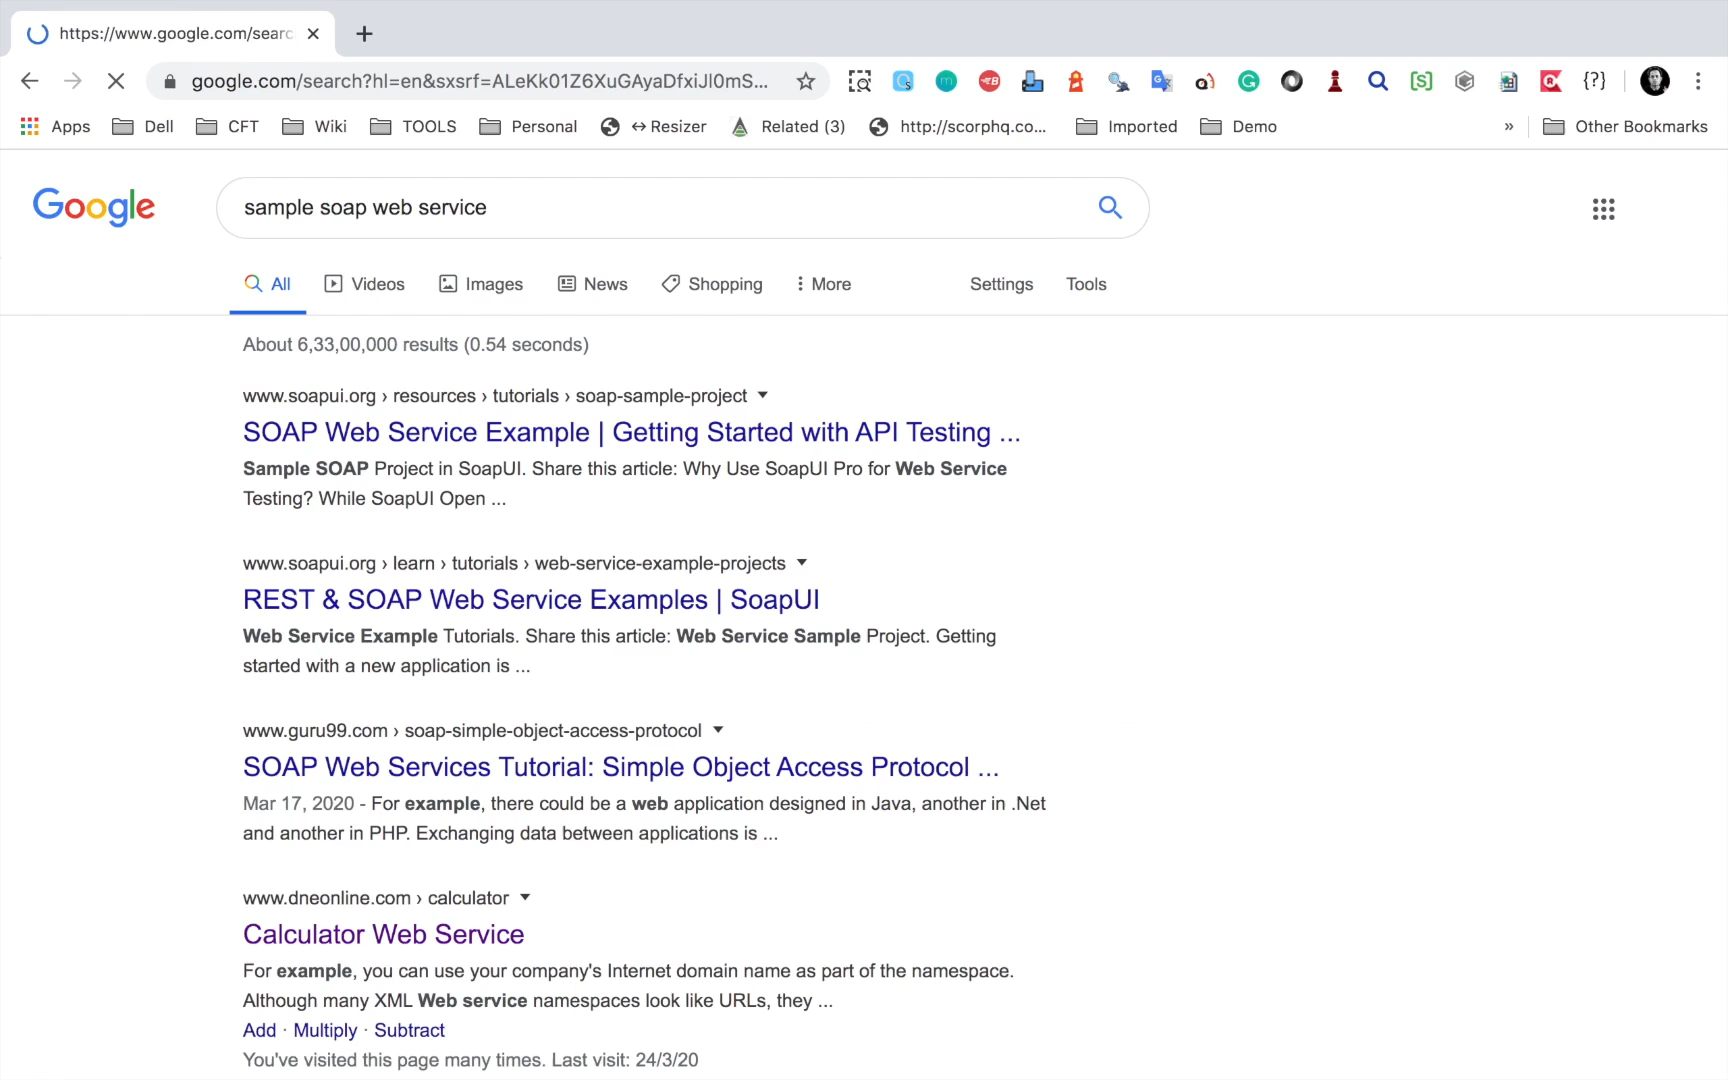 https://www.google.com/searc
google.com/search?hl=en&sxsrf=ALeKk01Z6XuGAyaDfxiJl0mS...
Apps Dell CFT Wiki TOOLS Personal ↔Resizer Related (3) http://scorphq.co... Imported Demo » Other Bookmarks
Google sample soap web service
All Videos Images News Shopping More Settings Tools
About 6,33,00,000 results (0.54 seconds)
www.soapui.org › resources › tutorials › soap-sample-project
SOAP Web Service Example | Getting Started with API Testing ...
Sample SOAP Project in SoapUI. Share this article: Why Use SoapUI Pro for Web Service
Testing? While SoapUI Open ...
www.soapui.org › learn › tutorials › web-service-example-projects
REST & SOAP Web Service Examples | SoapUI
Web Service Example Tutorials. Share this article: Web Service Sample Project. Getting
started with a new application is ...
www.guru99.com › soap-simple-object-access-protocol
SOAP Web Services Tutorial: Simple Object Access Protocol ...
Mar 17, 2020 - For example, there could be a web application designed in Java, another in .Net
and another in PHP. Exchanging data between applications is ...
www.dneonline.com › calculator
Calculator Web Service
For example, you can use your company's Internet domain name as part of the namespace.
Although many XML Web service namespaces look like URLs, they ...
Add · Multiply · Subtract
You've visited this page many times. Last visit: 24/3/20